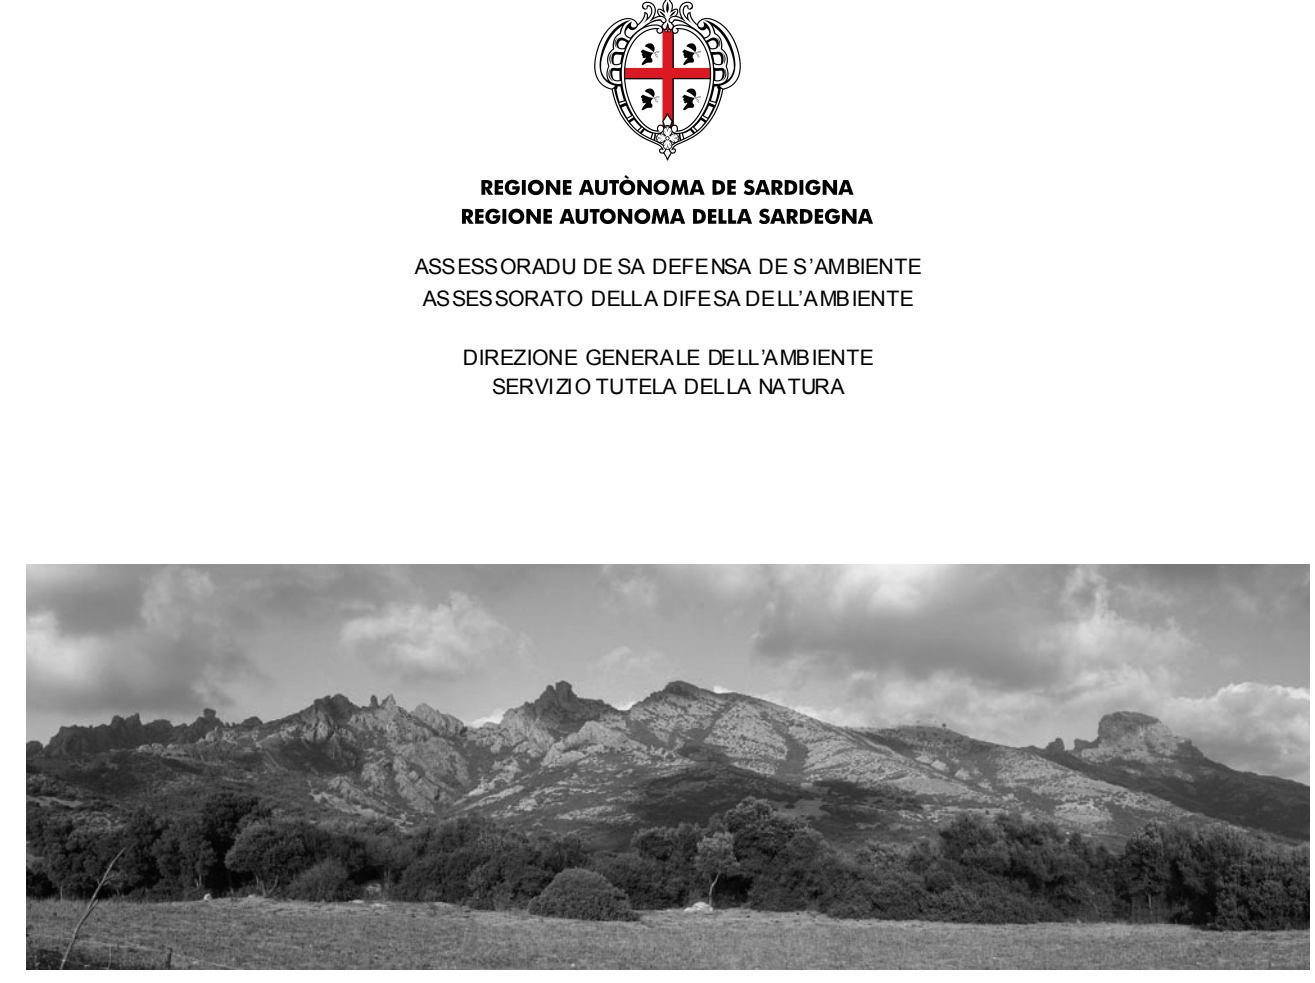 REGIONE AUTÒNOMA DE SARDIGNA
REGIONE AUTONOMA DELLA SARDEGNA
ASSESSORADU DE SA DEFENSA DE S’AMBIENTE
ASSESSORATO DELLA DIFESA DELL’AMBIENTE
DIREZIONE GENERALE DELL’AMBIENTE
SERVIZIO TUTELA DELLA NATURA